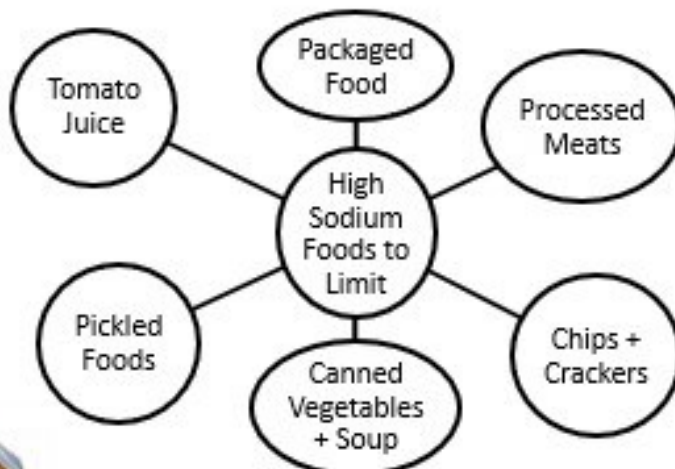 Packaged
Food
Tomato
Juice
Processed
Meats
High
Sodium
Foods to
Limit
Pickled
Foods
Chips +
Crackers
Canned
Vegetables
+ Soup